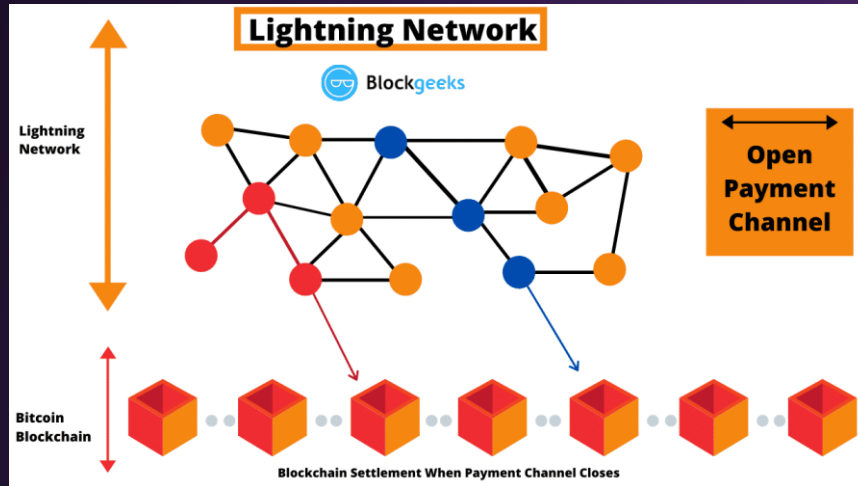 Lightning Network
Blockgeeks
Lightning
Network
Open
Payment
Channel
Bitcoin
Blockchain
Blockchain Settlement When Payment Channel Closes